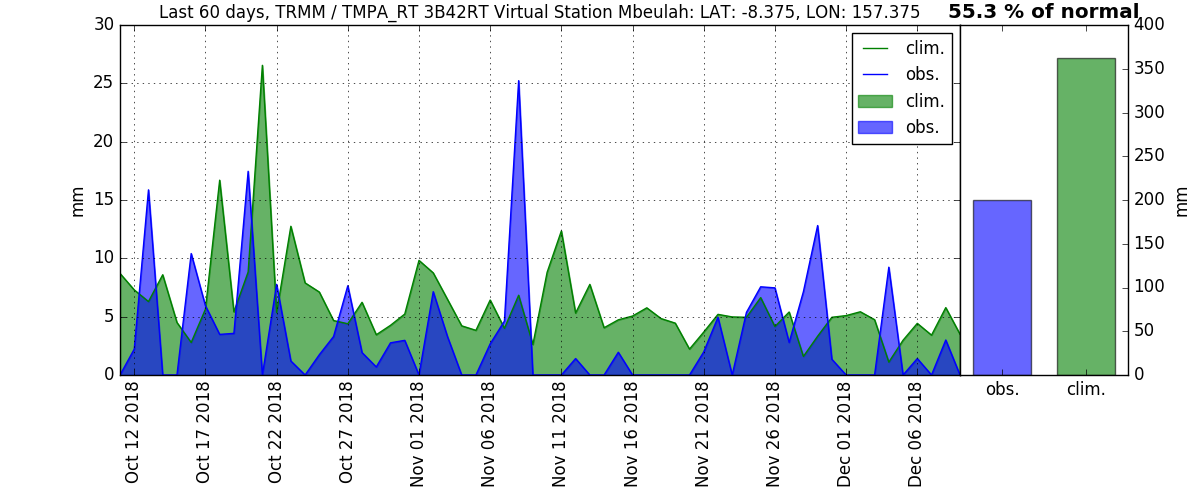 Last 60 days, TRMM / TMPA_RT 3B42RT Virtual Station Mbeulah: LAT: -8.375, LON: 157.375
55.3 % of normal
30
25
20
15
10
5
0
mm
clim.
obs.
clim.
obs.
400
350
300
250
200
150
100
50
0
mm
obs.
clim.
Oct 12 2018
Oct 17 2018
Oct 22 2018
Oct 27 2018
Nov 01 2018
Nov 06 2018
Nov 11 2018
Nov 16 2018
Nov 21 2018
Nov 26 2018
Dec 01 2018
Dec 06 2018